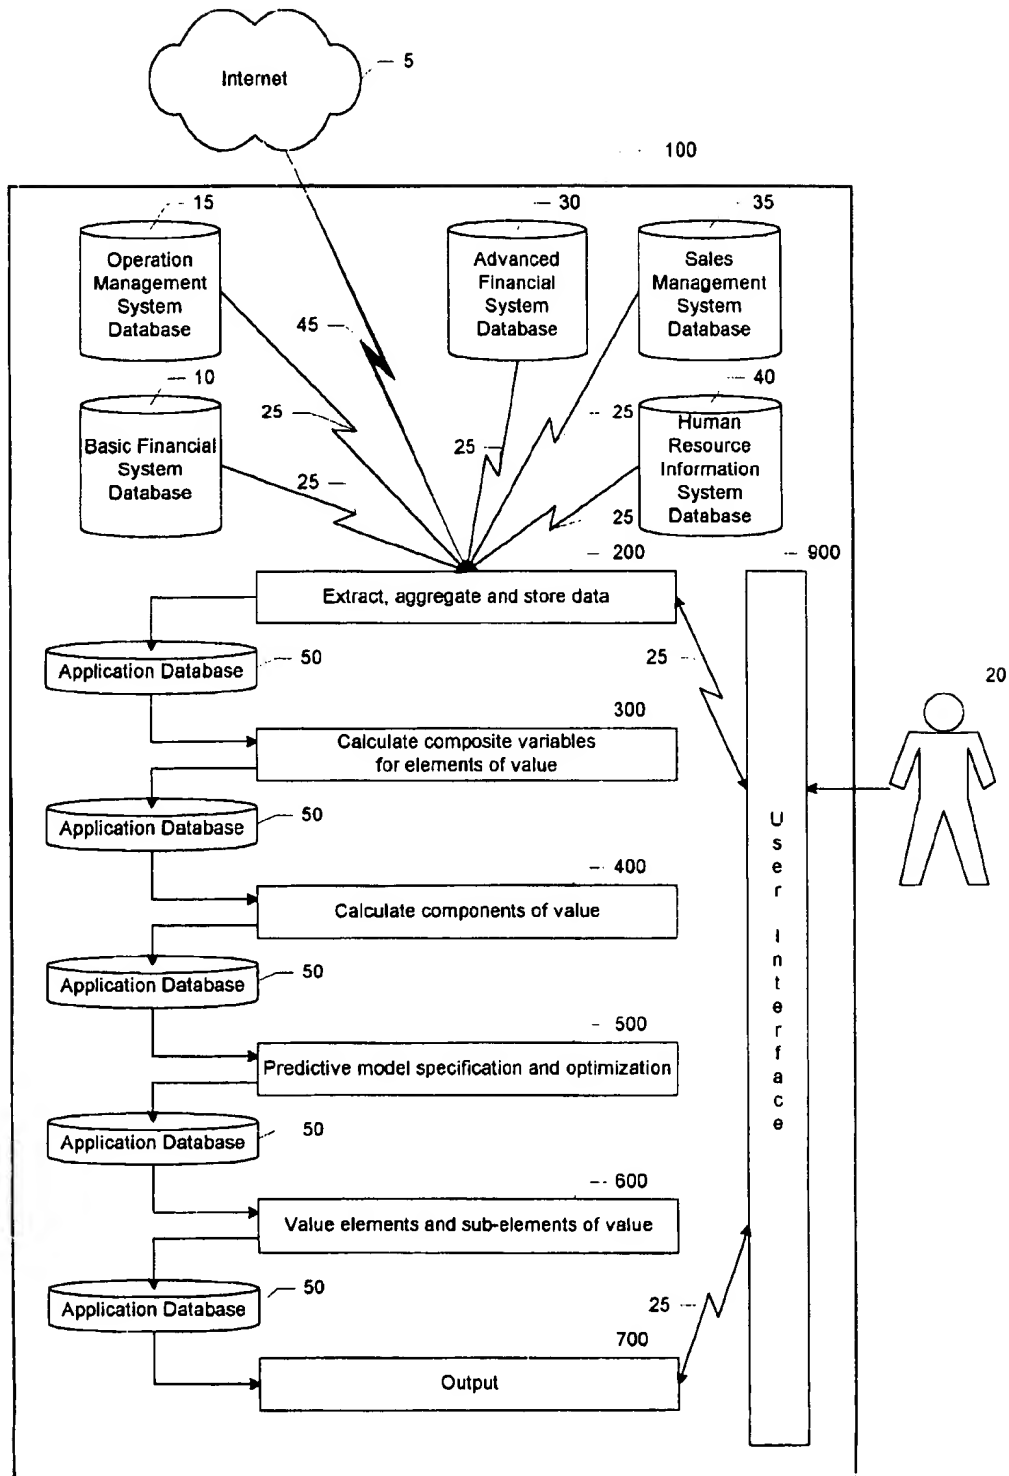 Internet
5
100
15
30
35
Operation
Management
System
Database
Advanced
Financial
System
Database
Sales
Management
System
Database
45
10
40
25
25
25
Basic Financial
System
Database
Human
Resource
Information
System
Database
25
25
200
900
Extract, aggregate and store data
Application Database
50
25
20
300
Calculate composite variables
for elements of value
Application Database
50
User Interface
400
Calculate components of value
Application Database
50
500
Predictive model specification and optimization
Application Database
50
600
Value elements and sub-elements of value
Application Database
50
25
700
Output